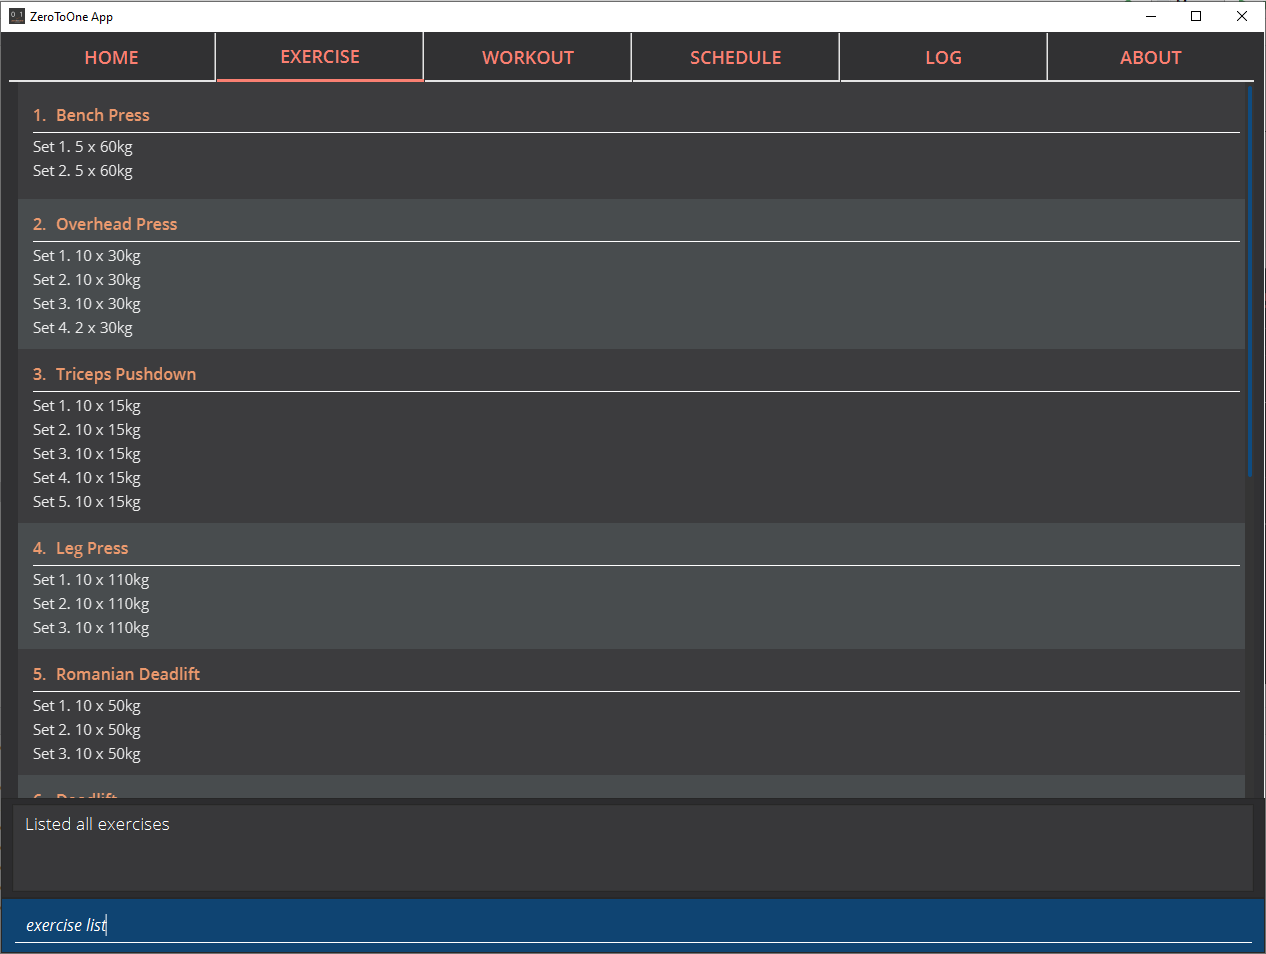 ZeroToOne App
HOME EXERCISE WORKOUT SCHEDULE LOG ABOUT
1. Bench Press
Set 1. 5 x 60kg
Set 2. 5 x 60kg
2. Overhead Press
Set 1. 10 x 30kg
Set 2. 10 x 30kg
Set 3. 10 x 30kg
Set 4. 2 x 30kg
3. Triceps Pushdown
Set 1. 10 x 15kg
Set 2. 10 x 15kg
Set 3. 10 x 15kg
Set 4. 10 x 15kg
Set 5. 10 x 15kg
4. Leg Press
Set 1. 10 x 110kg
Set 2. 10 x 110kg
Set 3. 10 x 110kg
5. Romanian Deadlift
Set 1. 10 x 50kg
Set 2. 10 x 50kg
Set 3. 10 x 50kg
6. Deadlift
Listed all exercises
exercise list